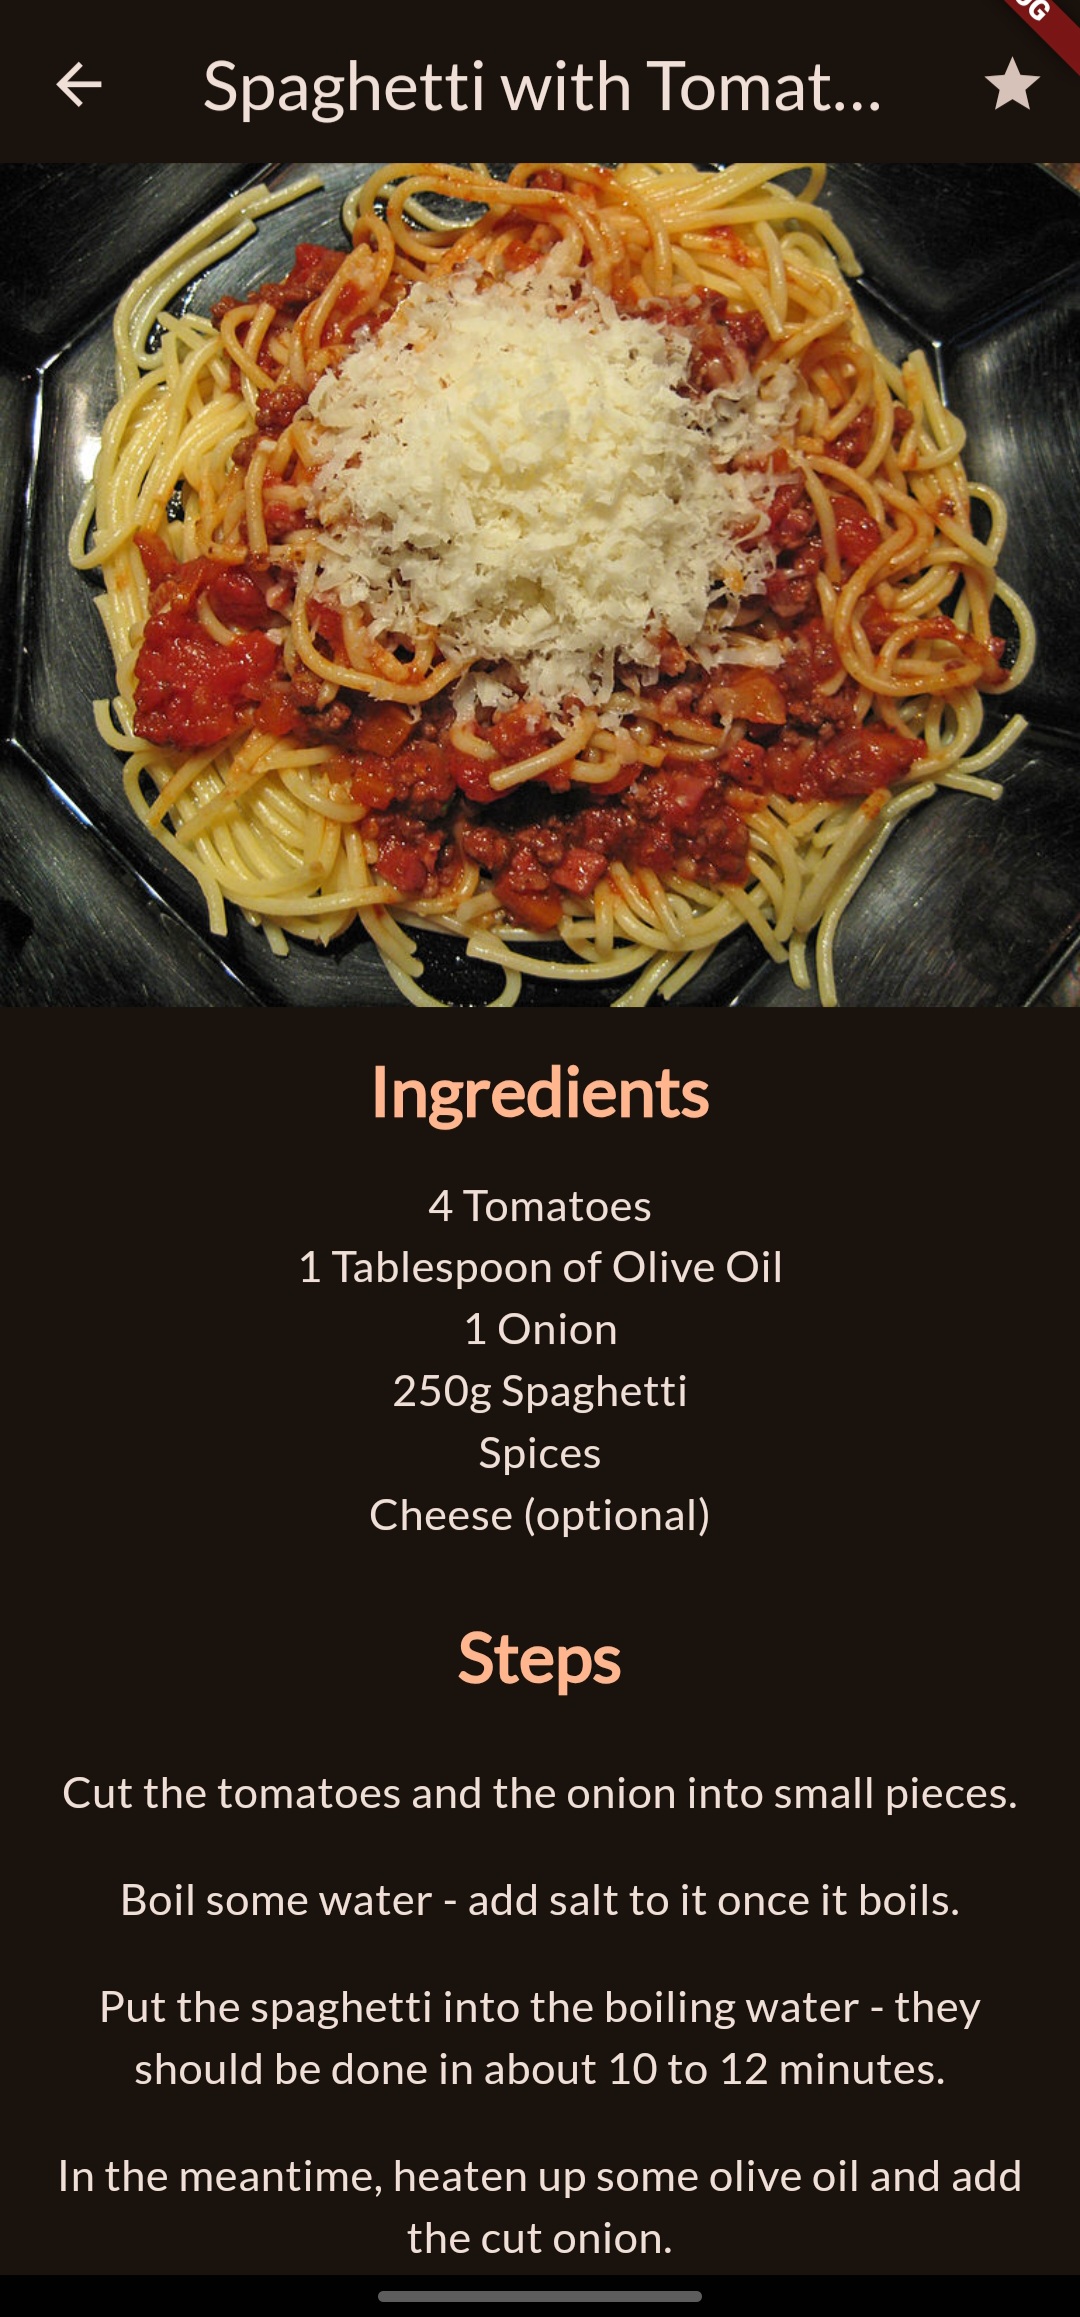 Spaghetti with Tomat...
Ingredients
4 Tomatoes
1 Tablespoon of Olive Oil
1 Onion
250g Spaghetti
Spices
Cheese (optional)
Steps
Cut the tomatoes and the onion into small pieces.
Boil some water - add salt to it once it boils.
Put the spaghetti into the boiling water - they
should be done in about 10 to 12 minutes.
In the meantime, heaten up some olive oil and add
the cut onion.